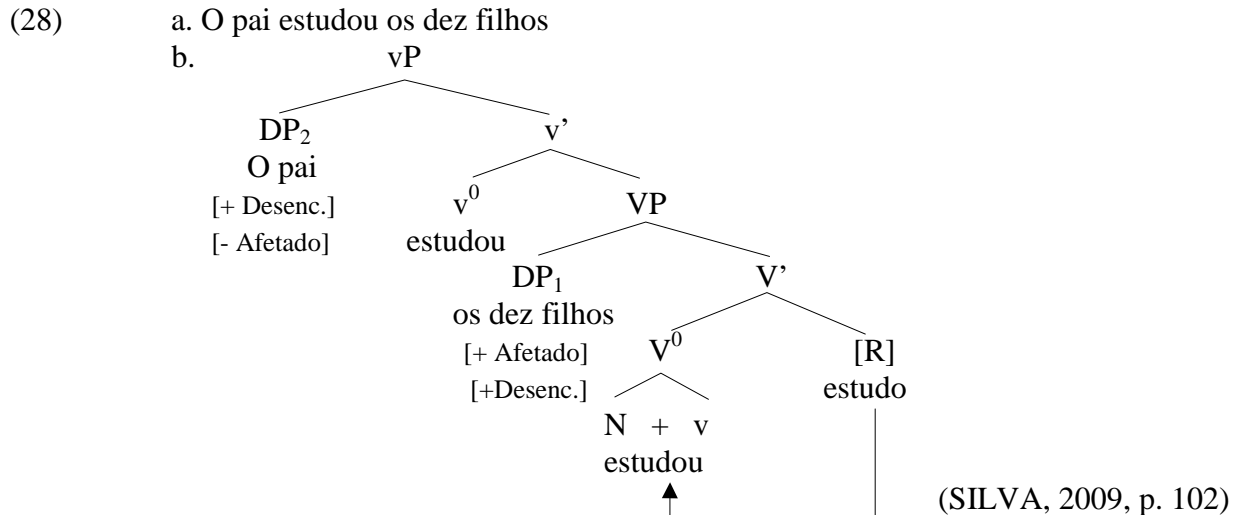 (28) a. O pai estudou os dez filhos
b. vP
DP₂ v’
O pai
[+ Desenc.] v⁰ VP
[- Afetado] estudou
DP₁ V’
os dez filhos
[+ Afetado] V⁰ [R]
[+Desenc.] estudo
N + v
estudou
(SILVA, 2009, p. 102)